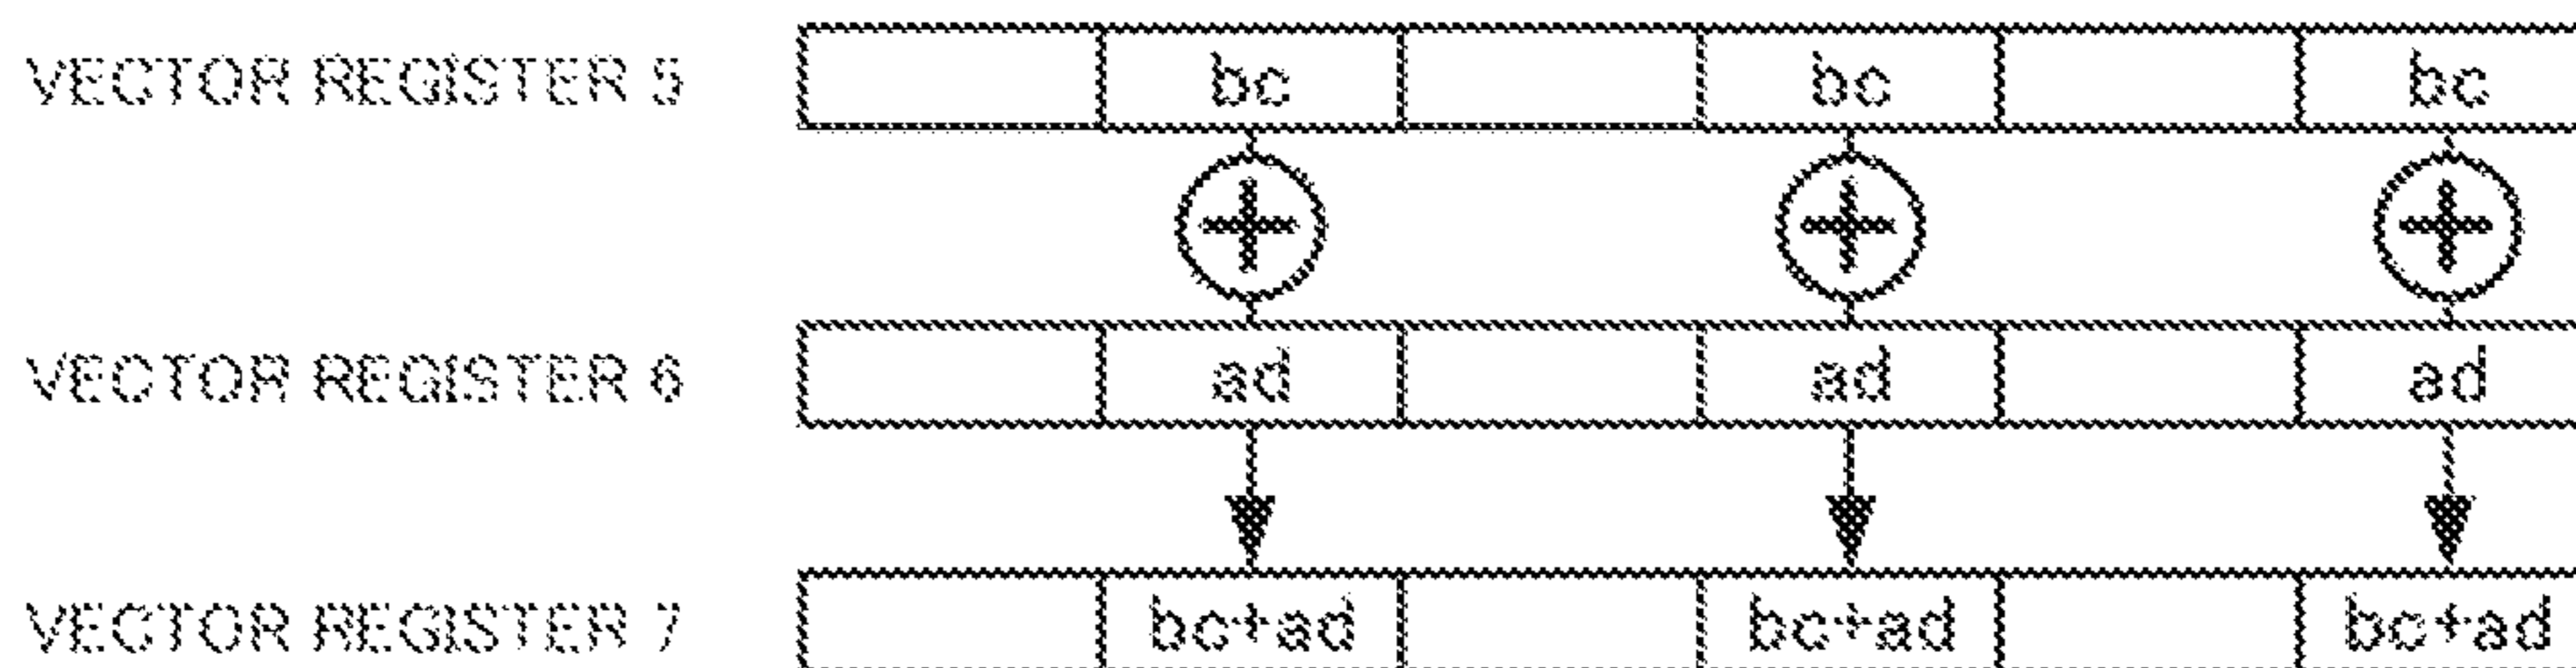 VECTOR REGISTER 5 bc bc bc
VECTOR REGISTER 6 ad ad ad
VECTOR REGISTER 7 bc+ad bc+ad bc+ad